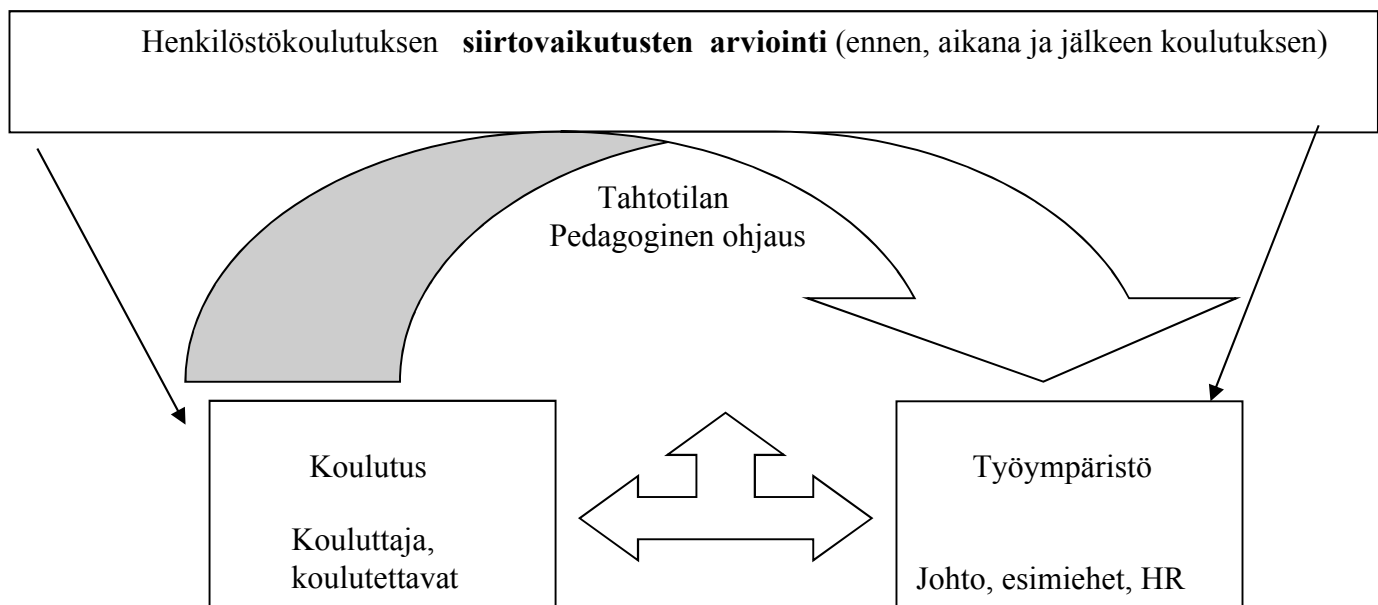 Henkilöstökoulutuksen siirtovaikutusten arviointi (ennen, aikana ja jälkeen koulutuksen)
Tahtotilan
Pedagoginen ohjaus
Koulutus
Kouluttaja,
koulutettavat
Työympäristö
Johto, esimiehet, HR